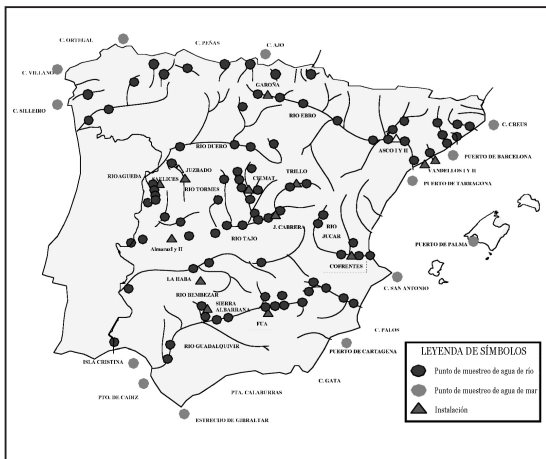 C. ORTEGAL
C. PEÑAS
C. AJO
C. VILLANO
GAROÑA
C. SILLEIRO
RIO EBRO
C. CREUS
ASCO I Y II
RIO DUERO
PUERTO DE BARCELONA
VANDELLOS I Y II
JUZBADO
CIEMAT
TRILLO
RIO AGUEDA
SAELICES
PUERTO DE TARRAGONA
RIO TORMES
J. CABRERA
RIO TAJO
RIO
JUCAR
Almaraz I y II
PUERTO DE PALMA
COFRENTES
LA HABA
C. SAN ANTONIO
RIO BEMBEZAR
SIERRA
ALBARRANA
FUA
C. PALOS
RIO GUADALQUIVIR
PUERTO DE CARTAGENA
ISLA CRISTINA
C. GATA
PTO. DE CADIZ
PTA. CALABURRAS
ESTRECHO DE GIBRALTAR
LEYENDA DE SÍMBOLOS
Punto de muestreo de agua de río
Punto de muestreo de agua de mar
Instalación